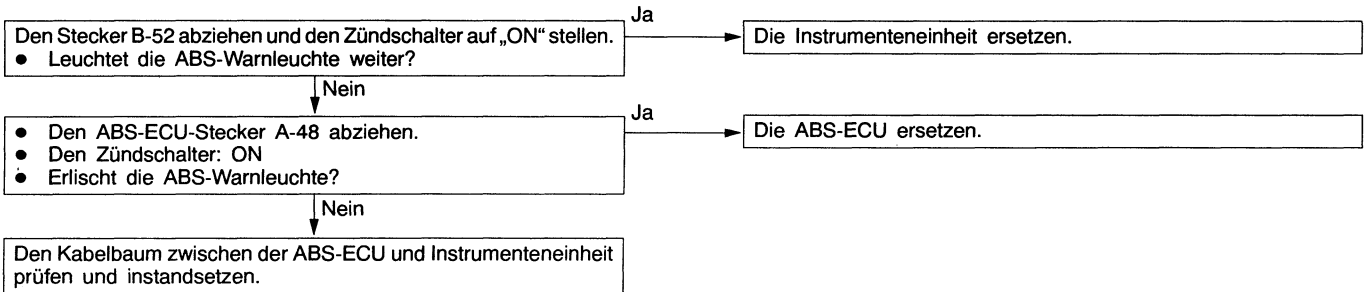 Ja
Den Stecker B-52 abziehen und den Zündschalter auf „ON“ stellen.
● Leuchtet die ABS-Warnleuchte weiter?
Die Instrumenteneinheit ersetzen.
Nein
Ja
● Den ABS-ECU-Stecker A-48 abziehen.
● Den Zündschalter: ON
● Erlischt die ABS-Warnleuchte?
Die ABS-ECU ersetzen.
Nein
Den Kabelbaum zwischen der ABS-ECU und Instrumenteneinheit
prüfen und instandsetzen.